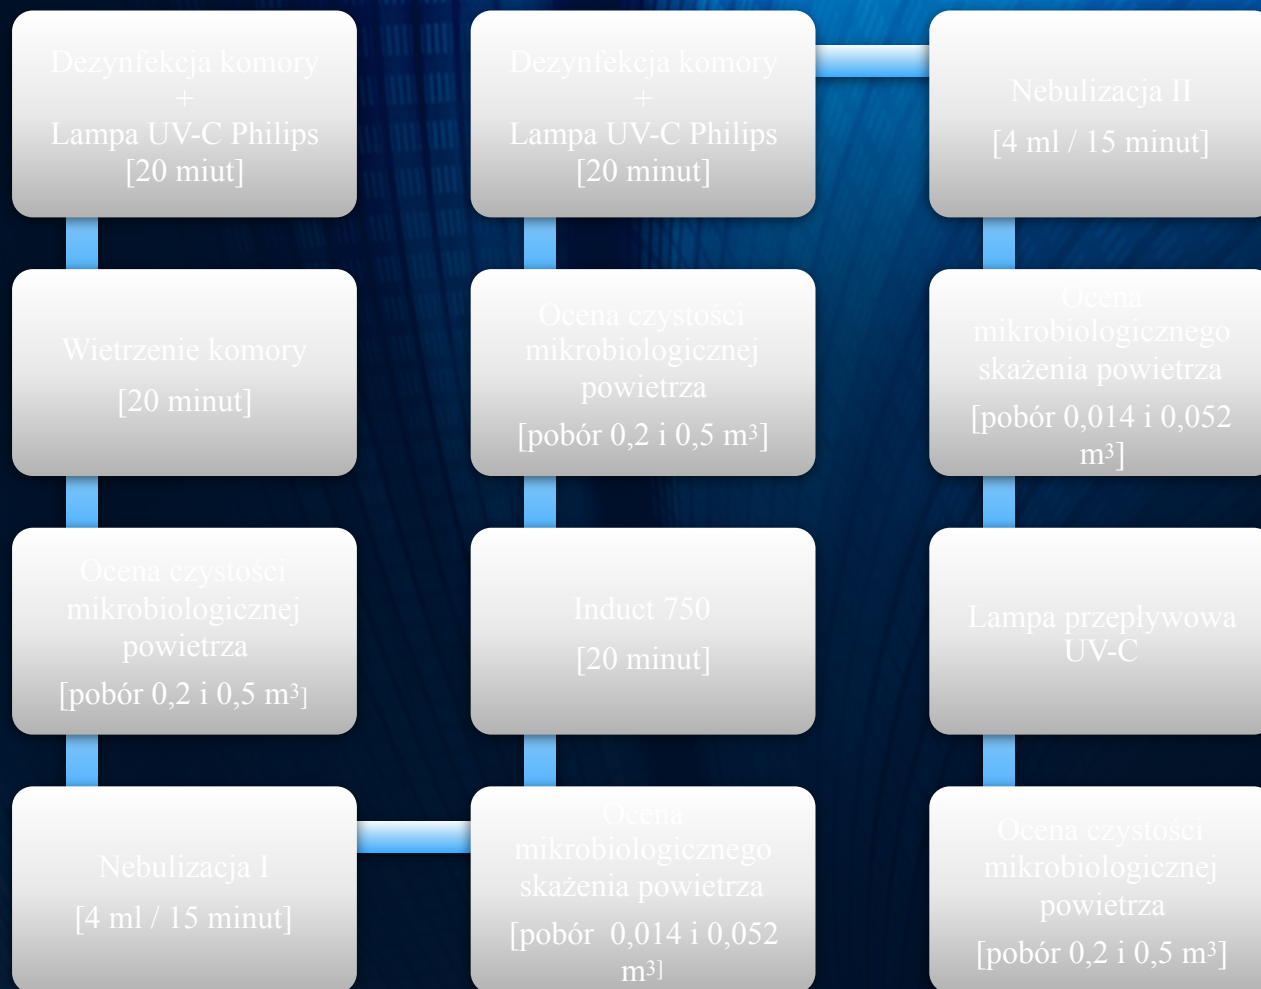 Dezynfekcja komory
+
Lampa UV-C Philips
[20 miut]
Wietrzenie komory
[20 minut]
Ocena czystości
mikrobiologicznej
powietrza
[pobór 0,2 i 0,5 m³]
Nebulizacja I
[4 ml / 15 minut]
Ocena
mikrobiologicznego
skażenia powietrza
[pobór 0,014 i 0,052
m³]
Induct 750
[20 minut]
Ocena czystości
mikrobiologicznej
powietrza
[pobór 0,2 i 0,5 m³]
Dezynfekcja komory
+
Lampa UV-C Philips
[20 minut]
Nebulizacja II
[4 ml / 15 minut]
Ocena
mikrobiologicznego
skażenia powietrza
[pobór 0,014 i 0,052
m³]
Lampa przepływowa
UV-C
Ocena czystości
mikrobiologicznej
powietrza
[pobór 0,2 i 0,5 m³]